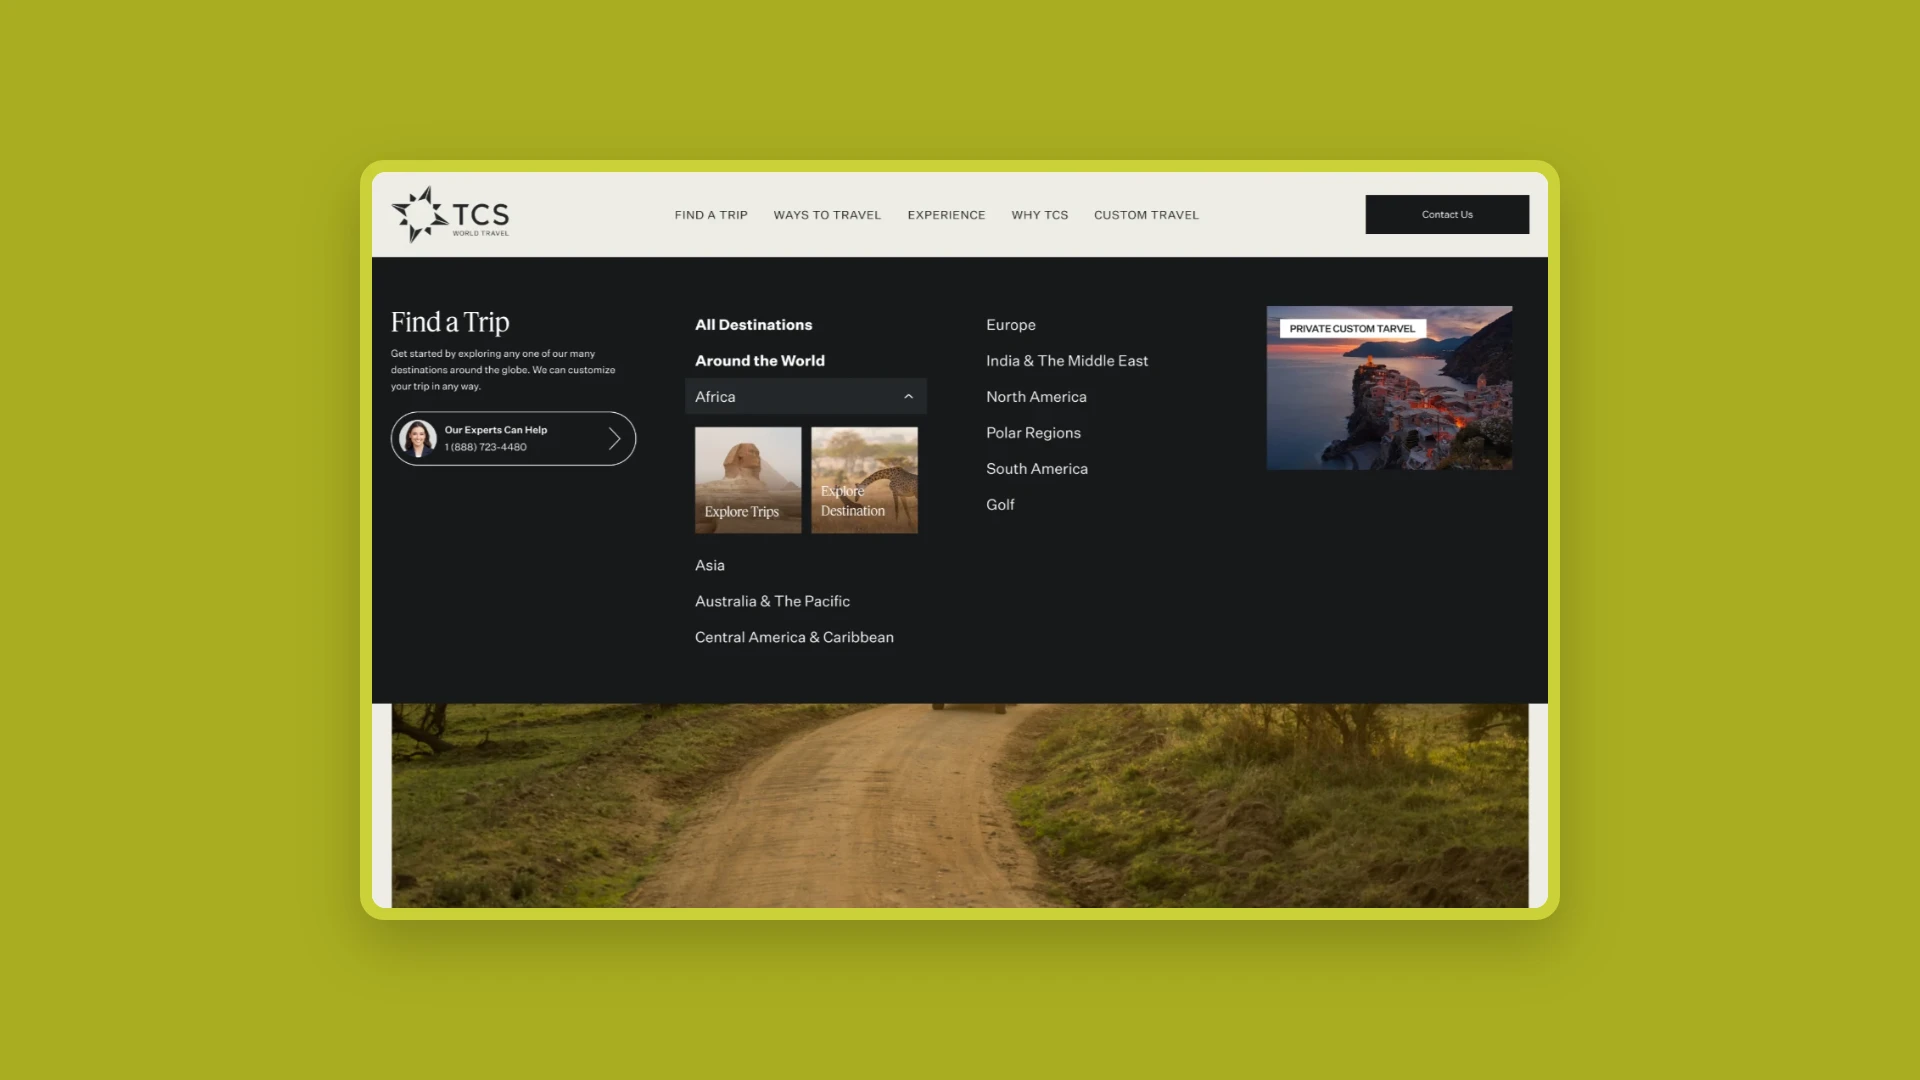 TCS
WORLD TRAVEL
FIND A TRIP
WAYS TO TRAVEL
EXPERIENCE
WHY TCS
CUSTOM TRAVEL
Contact Us
Find a Trip
Get started by exploring any one of our many
destinations around the globe. We can customize
your trip in any way.
Our Experts Can Help
1 (888) 723-4480
All Destinations
Around the World
Africa
Explore Trips
Explore
Destination
Asia
Australia & The Pacific
Central America & Caribbean
Europe
India & The Middle East
North America
Polar Regions
South America
Golf
PRIVATE CUSTOM TARVEL